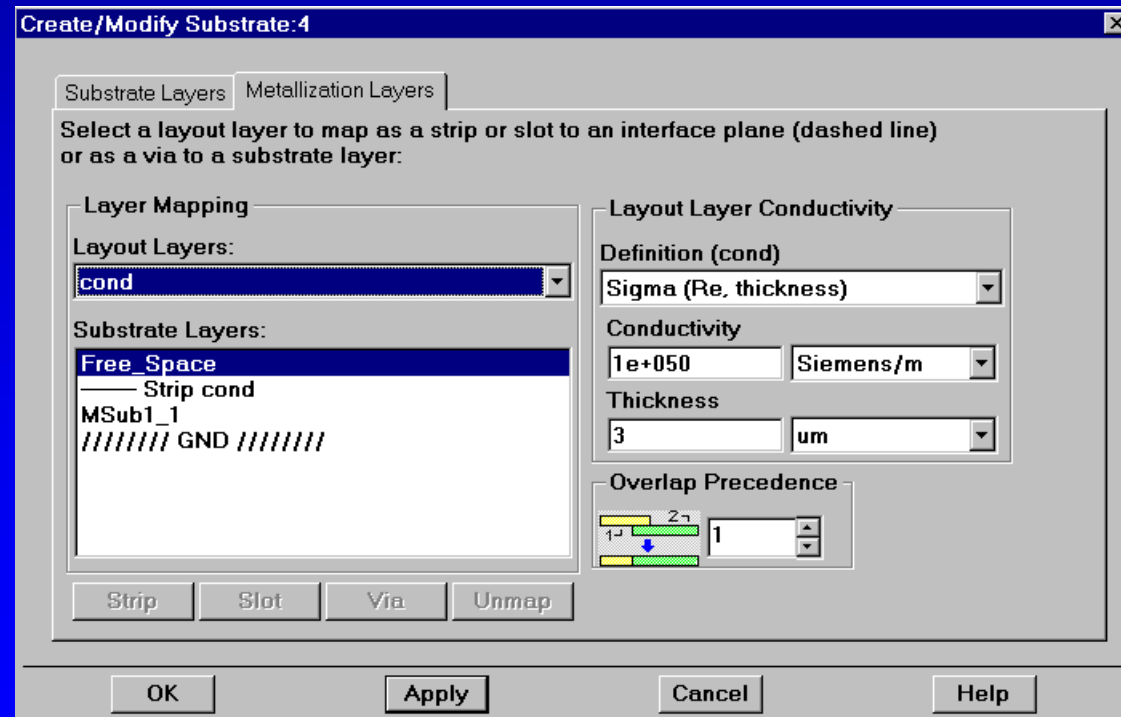 Create/Modify Substrate:4
Substrate Layers
Metallization Layers
Select a layout layer to map as a strip or slot to an interface plane (dashed line)
or as a via to a substrate layer:
Layer Mapping
Layout Layers:
cond
Substrate Layers:
Free_Space
——— Strip cond
MSub1_1
//////// GND ////////
Strip
Slot
Via
Unmap
Layout Layer Conductivity
Definition (cond)
Sigma (Re, thickness)
Conductivity
1e+050
Siemens/m
Thickness
3
um
Overlap Precedence
2
1
1
OK
Apply
Cancel
Help